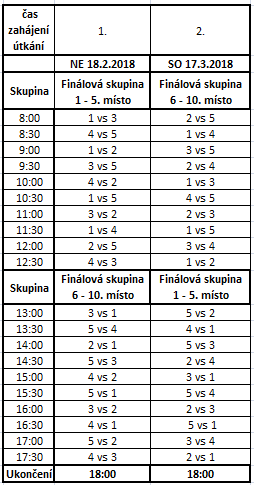 čas
zahájení
útkání
1. 2.
NE 18.2.2018 SO 17.3.2018
Skupina Finálová skupina Finálová skupina
1 - 5. místo 6 - 10. místo
8:00 1 vs 3 2 vs 5
8:30 4 vs 5 1 vs 4
9:00 1 vs 2 3 vs 5
9:30 3 vs 5 2 vs 4
10:00 4 vs 2 1 vs 3
10:30 1 vs 5 4 vs 5
11:00 3 vs 2 2 vs 3
11:30 1 vs 4 1 vs 5
12:00 2 vs 5 3 vs 4
12:30 4 vs 3 1 vs 2
Skupina Finálová skupina Finálová skupina
6 - 10. místo 1 - 5. místo
13:00 3 vs 1 5 vs 2
13:30 5 vs 4 4 vs 1
14:00 2 vs 1 5 vs 3
14:30 5 vs 3 2 vs 4
15:00 4 vs 2 3 vs 1
15:30 5 vs 1 5 vs 4
16:00 3 vs 2 2 vs 3
16:30 4 vs 1 5 vs 1
17:00 5 vs 2 3 vs 4
17:30 4 vs 3 2 vs 1
Ukončení 18:00 18:00